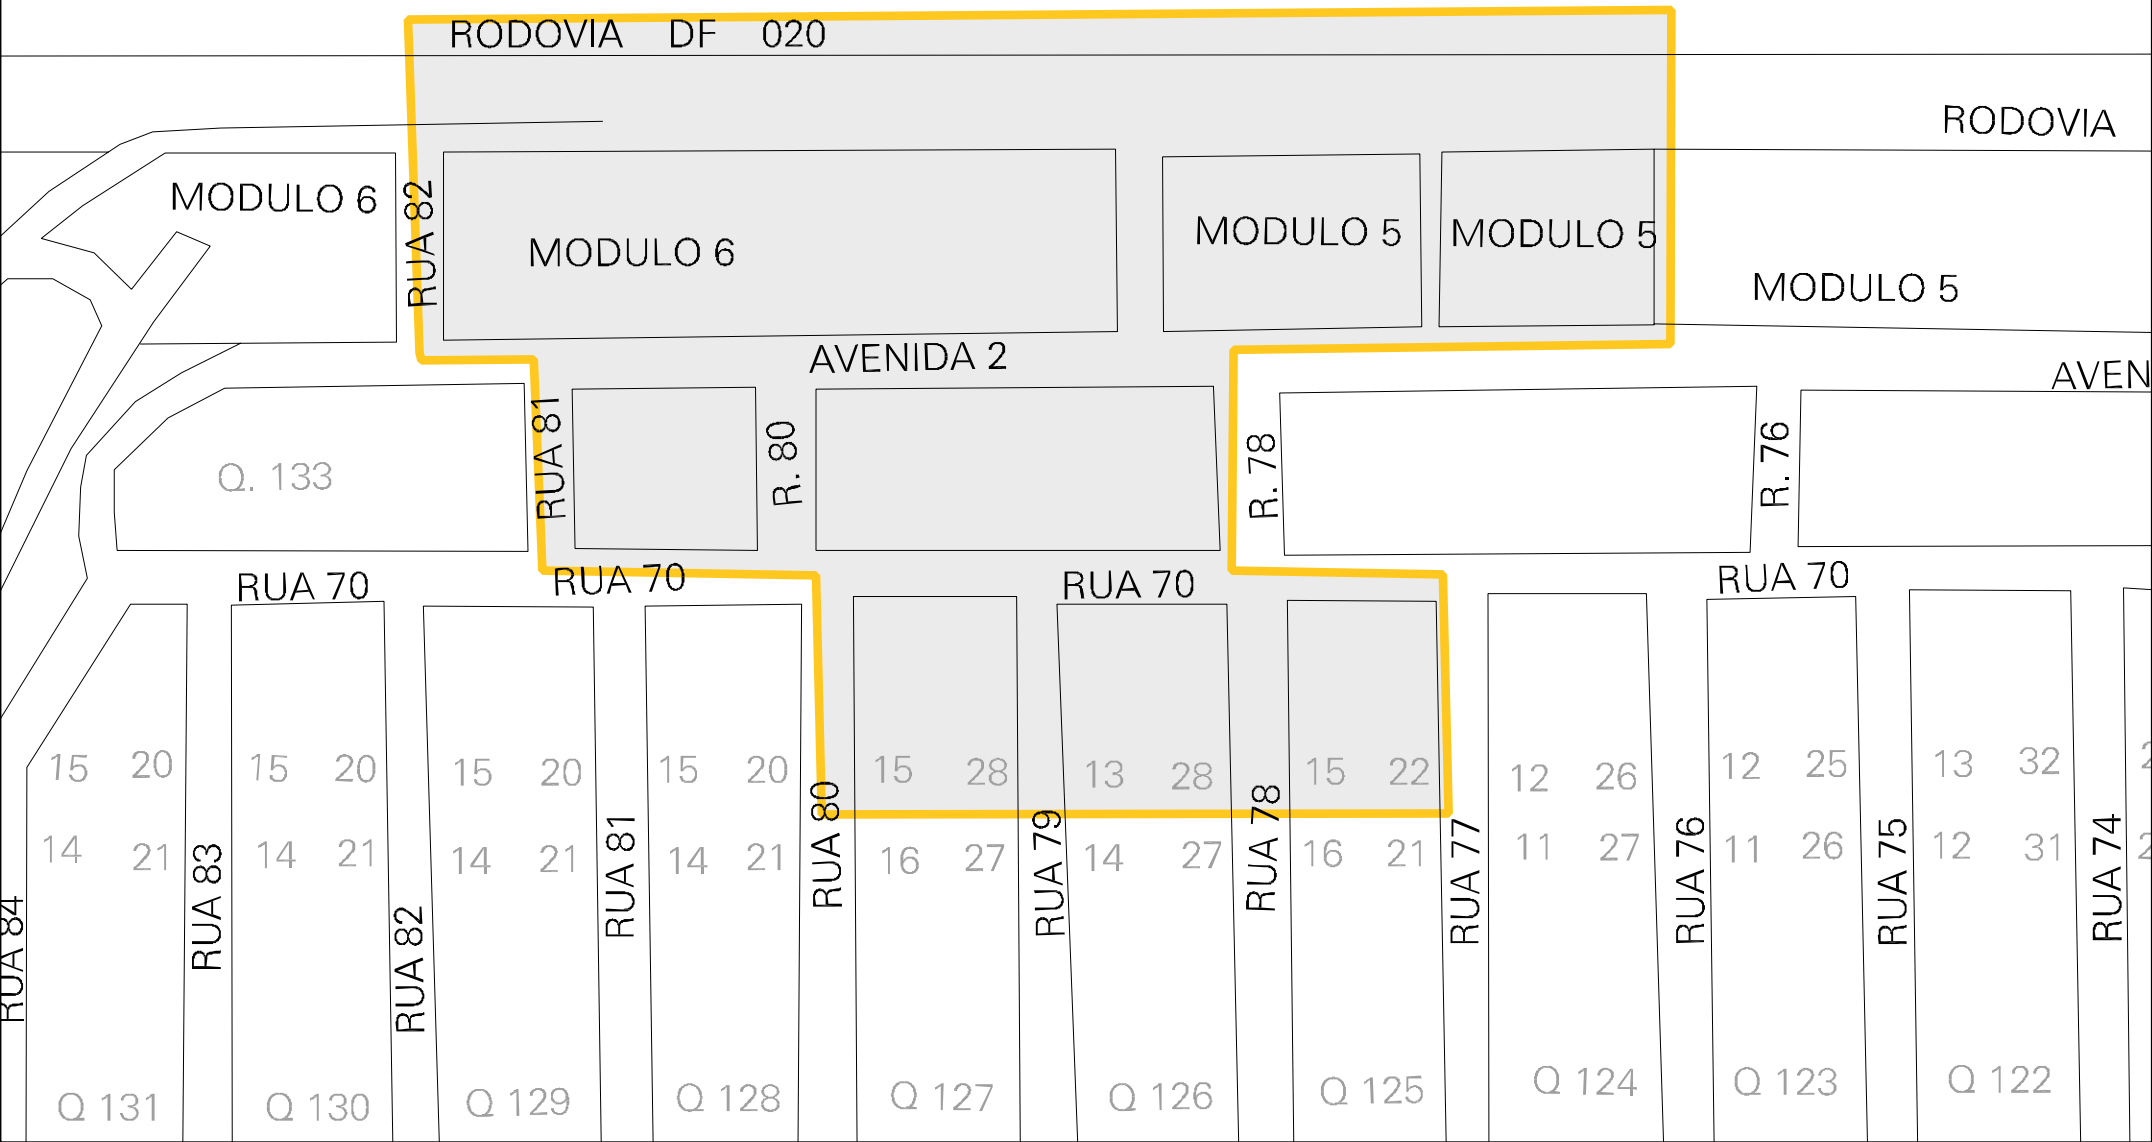 RODOVIA DF 020
RODOVIA
MODULO 6
RUA 82
MODULO 6
MODULO 5
MODULO 5
MODULO 5
AVENIDA 2
AVEN
Q. 133
RUA 81
R. 80
R. 78
R. 76
RUA 70
RUA 70
RUA 70
RUA 70
15 20 15 20 15 20 15 20 15 28 13 28 15 22 12 26 12 25 13 32
14 21 14 21 14 21 14 21 16 27 14 27 16 21 11 27 11 26 12 31
RUA 84
RUA 83
RUA 82
RUA 81
RUA 80
RUA 79
RUA 78
RUA 77
RUA 76
RUA 75
RUA 74
Q 131
Q 130
Q 129
Q 128
Q 127
Q 126
Q 125
Q 124
Q 123
Q 122